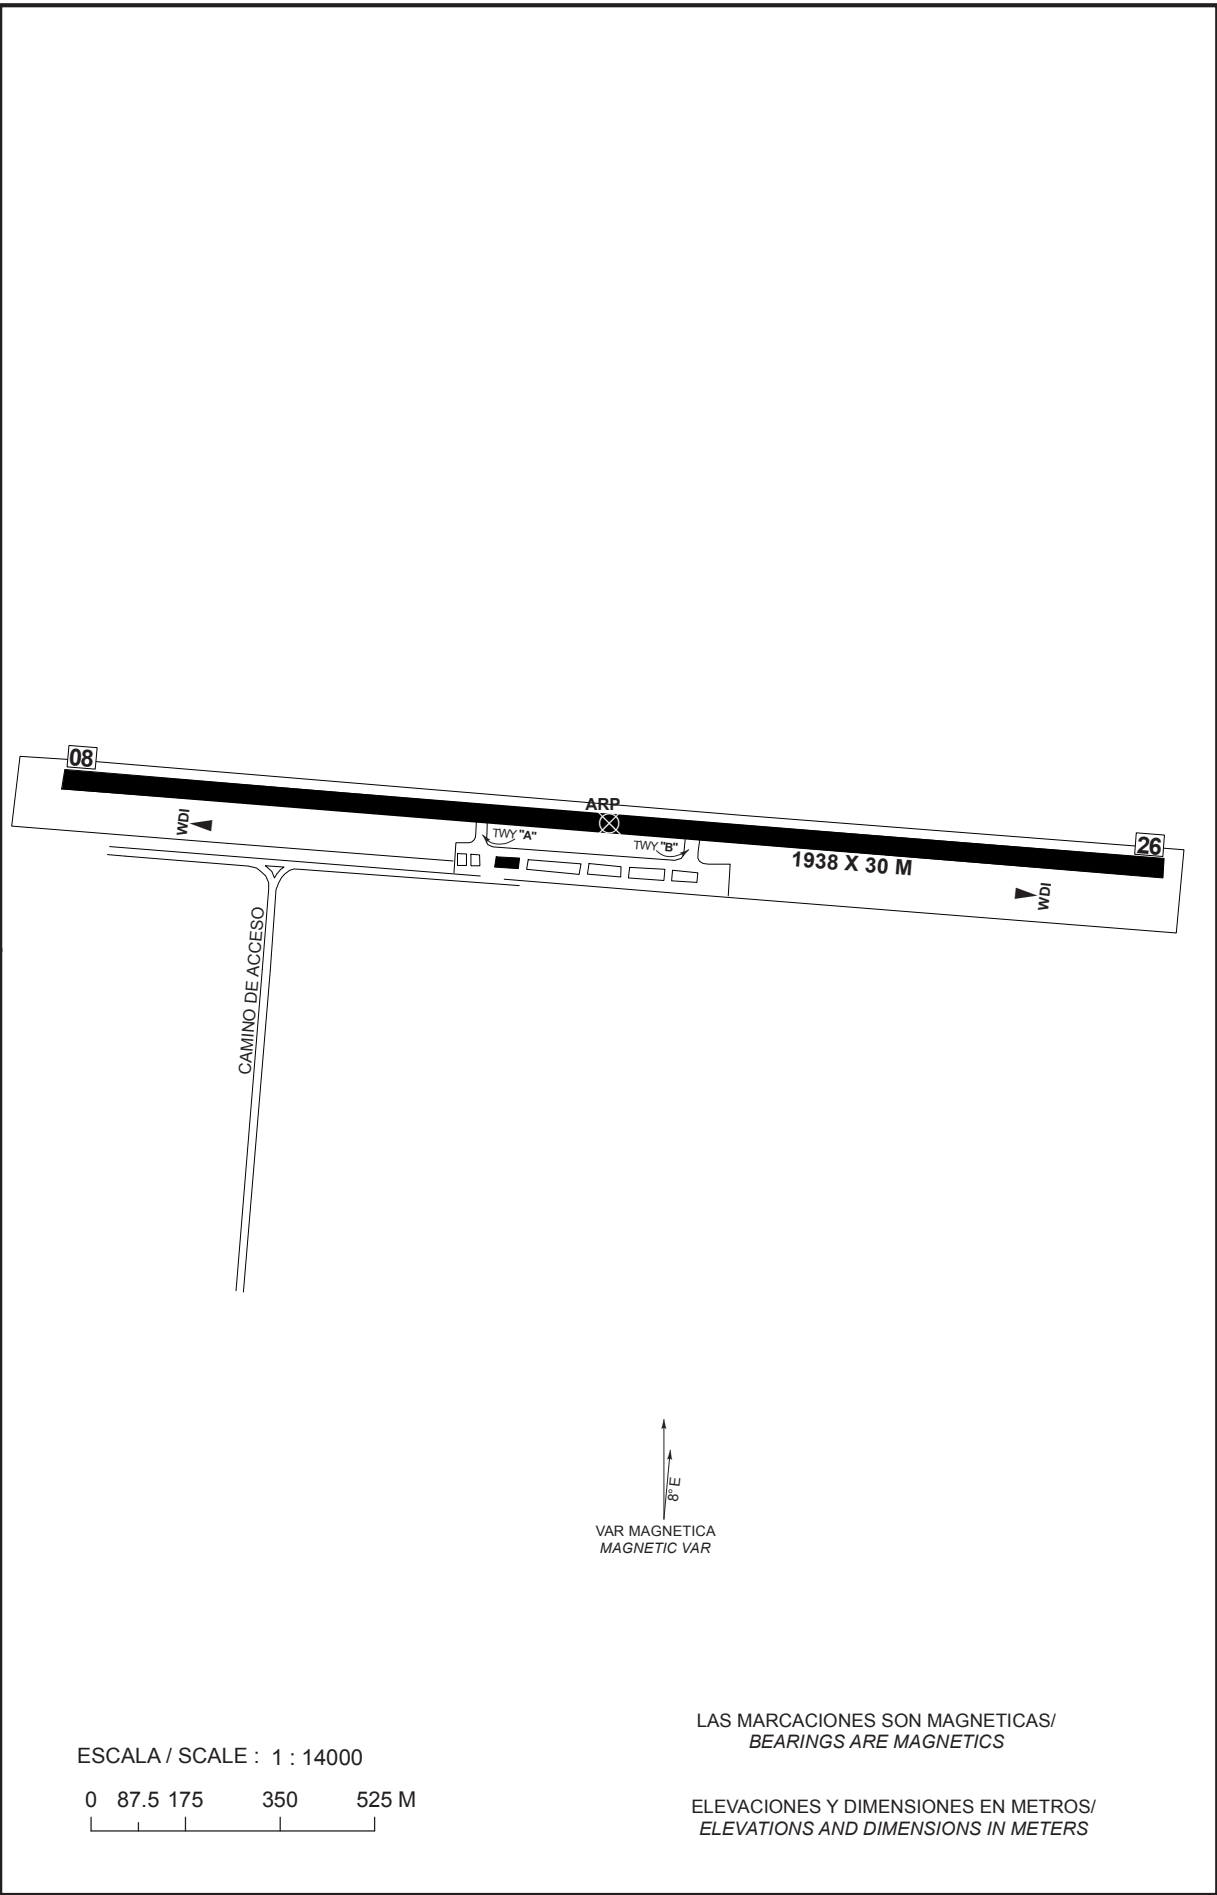 08
ARP
WDI
TWY "A"
TWY "B"
26
1938 X 30 M
WDI
CAMINO DE ACCESO
8° E
VAR MAGNETICA
MAGNETIC VAR
LAS MARCACIONES SON MAGNETICAS/
BEARINGS ARE MAGNETICS
ESCALA / SCALE : 1 : 14000
0 87.5 175 350 525 M
ELEVACIONES Y DIMENSIONES EN METROS/
ELEVATIONS AND DIMENSIONS IN METERS